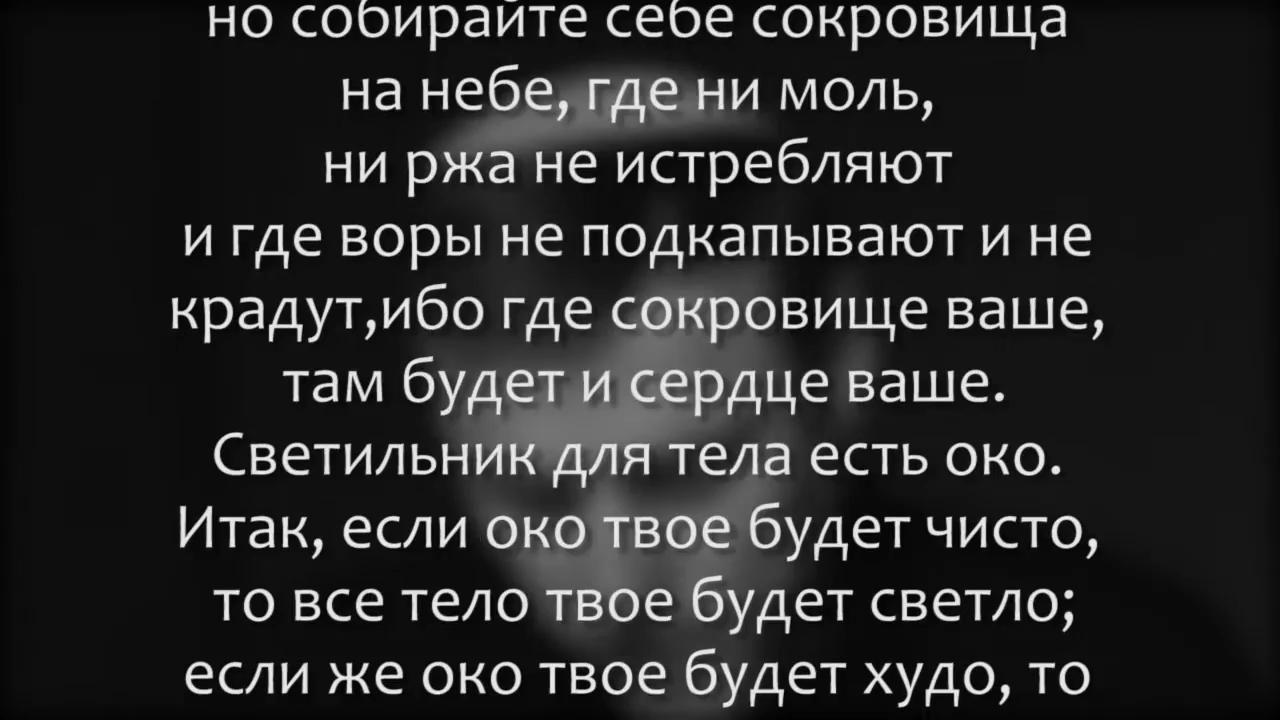 но собирайте себе сокровища
на небе, где ни моль,
ни ржа не истребляют
и где воры не подкапывают и не
крадут,ибо где сокровище ваше,
там будет и сердце ваше.
Светильник для тела есть око.
Итак, если око твое будет чисто,
то все тело твое будет светло;
если же око твое будет худо, то